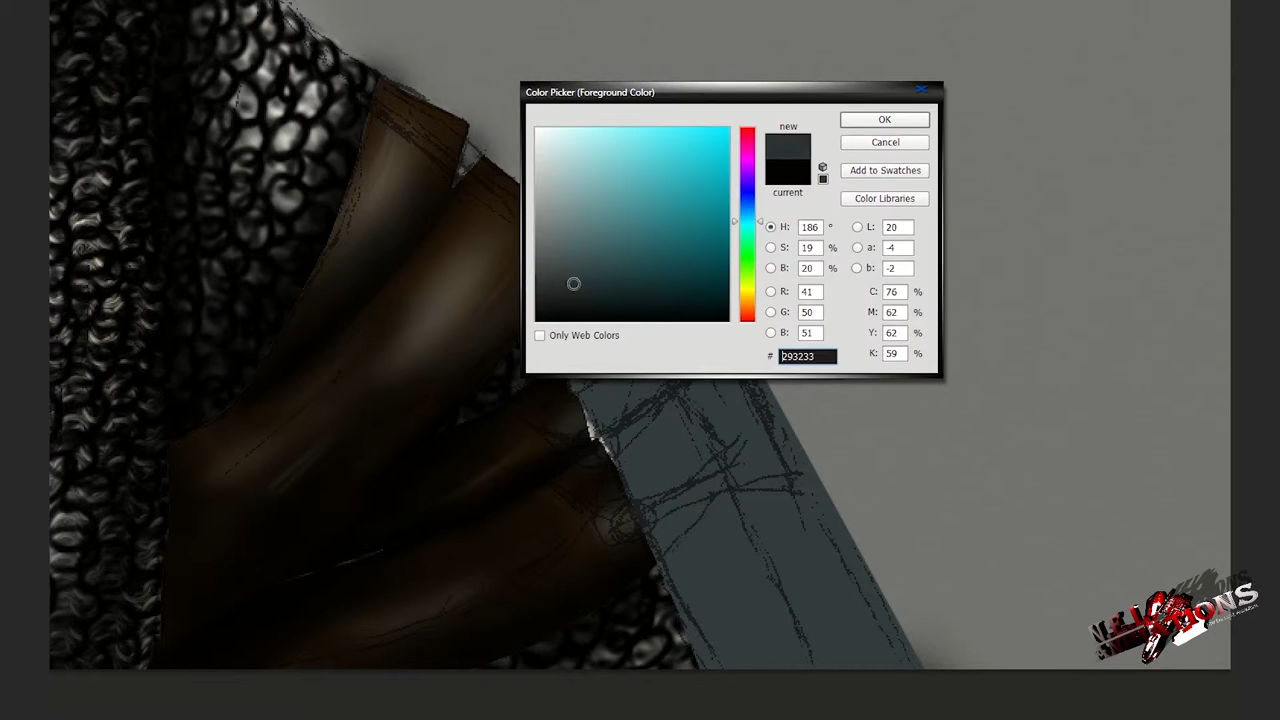 Color Picker (Foreground Color)
new
current
OK
Cancel
Add to Swatches
Color Libraries
H: 186 °
S: 19 %
B: 20 %
R: 41
G: 50
B: 51
# 293233
L: 20
a: -4
b: -2
C: 76 %
M: 62 %
Y: 62 %
K: 59 %
Only Web Colors